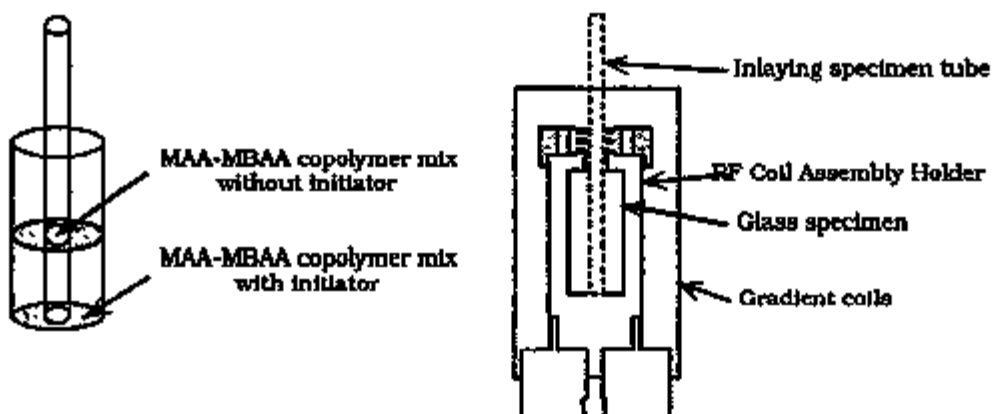 MAA-MBAA copolymer mix
without initiator
MAA-MBAA copolymer mix
with initiator
Inlaying specimen tube
RF Coil Assembly Holder
Glass specimen
Gradient coils